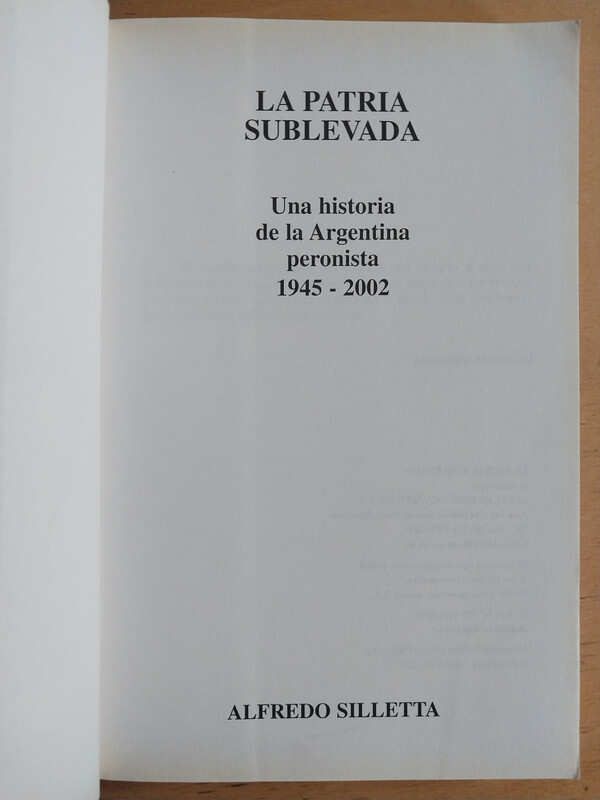 LA PATRIA
SUBLEVADA
Una historia
de la Argentina
peronista
1945 - 2002
ALFREDO SILLETTA